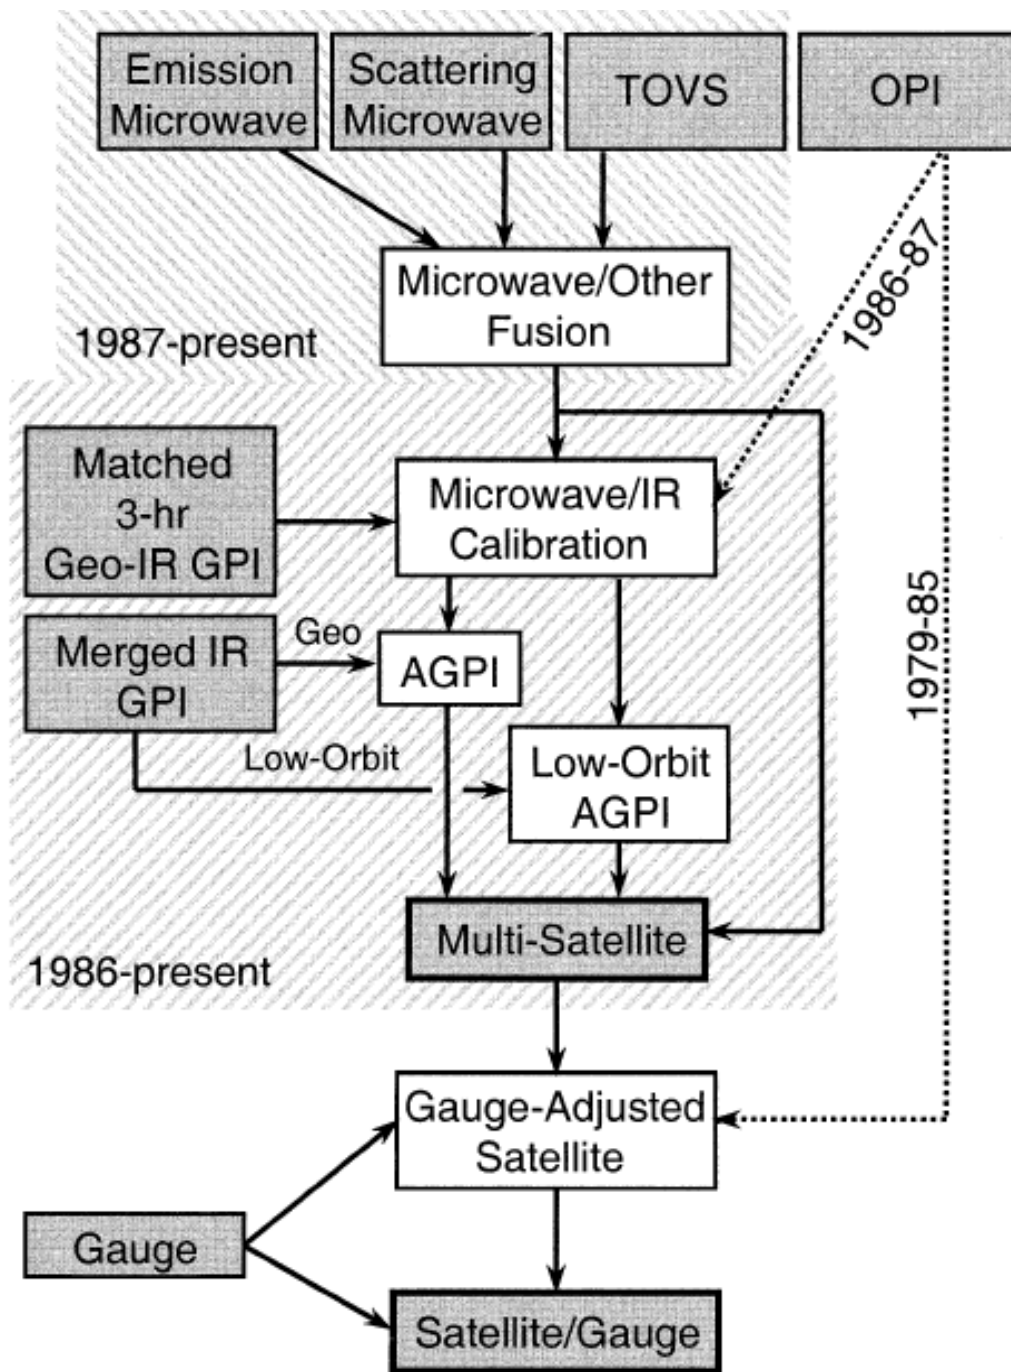 Emission
Microwave
Scattering
Microwave
TOVS
OPI
Microwave/Other
Fusion
1987-present
1986-87
Matched
3-hr
Geo-IR GPI
Microwave/IR
Calibration
Merged IR
GPI
Geo
AGPI
1979-85
Low-Orbit
Low-Orbit
AGPI
Multi-Satellite
1986-present
Gauge-Adjusted
Satellite
Gauge
Satellite/Gauge